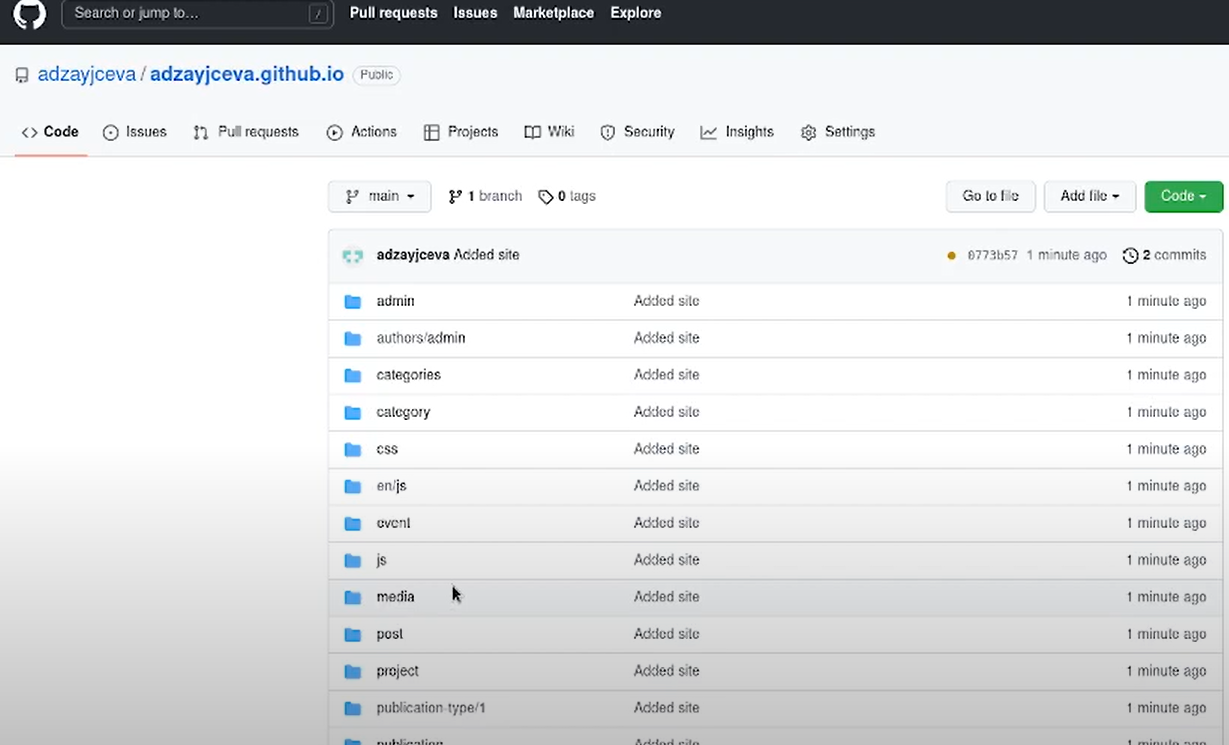 Search or jump to... / Pull requests Issues Marketplace Explore
adzayjceva / adzayjceva.github.io Public
Code Issues Pull requests Actions Projects Wiki Security Insights Settings
main 1 branch 0 tags Go to file Add file Code
adzayjceva Added site 0773b57 1 minute ago 2 commits
admin Added site 1 minute ago
authors/admin Added site 1 minute ago
categories Added site 1 minute ago
category Added site 1 minute ago
css Added site 1 minute ago
en/js Added site 1 minute ago
event Added site 1 minute ago
js Added site 1 minute ago
media Added site 1 minute ago
post Added site 1 minute ago
project Added site 1 minute ago
publication-type/1 Added site 1 minute ago
publication Added site 1 minute ago